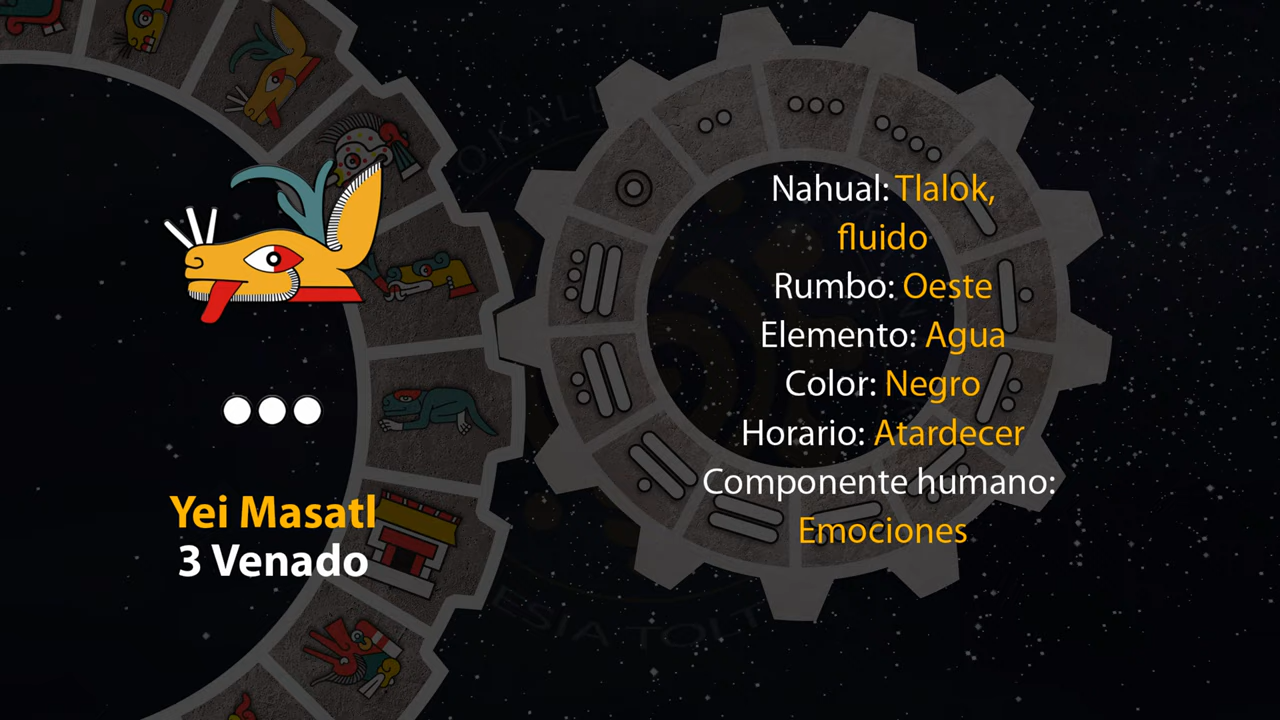 Yei Masatl
3 Venado
Nahual: Tlalok,
fluido
Rumbo: Oeste
Elemento: Agua
Color: Negro
Horario: Atardecer
Componente humano:
Emociones